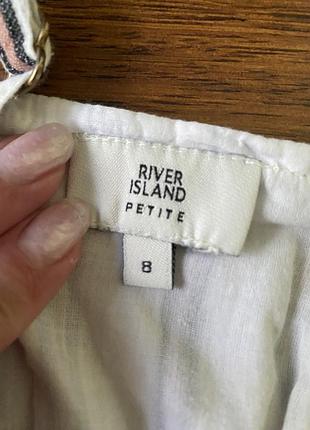 RIVER
ISLAND
PETITE
8